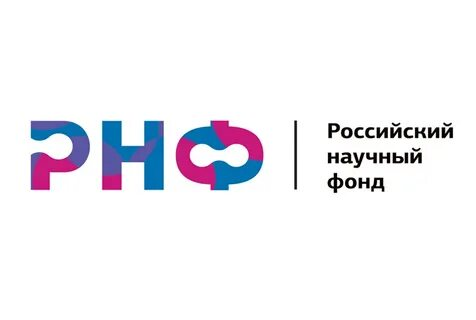 РНФ
Российский
научный
фонд